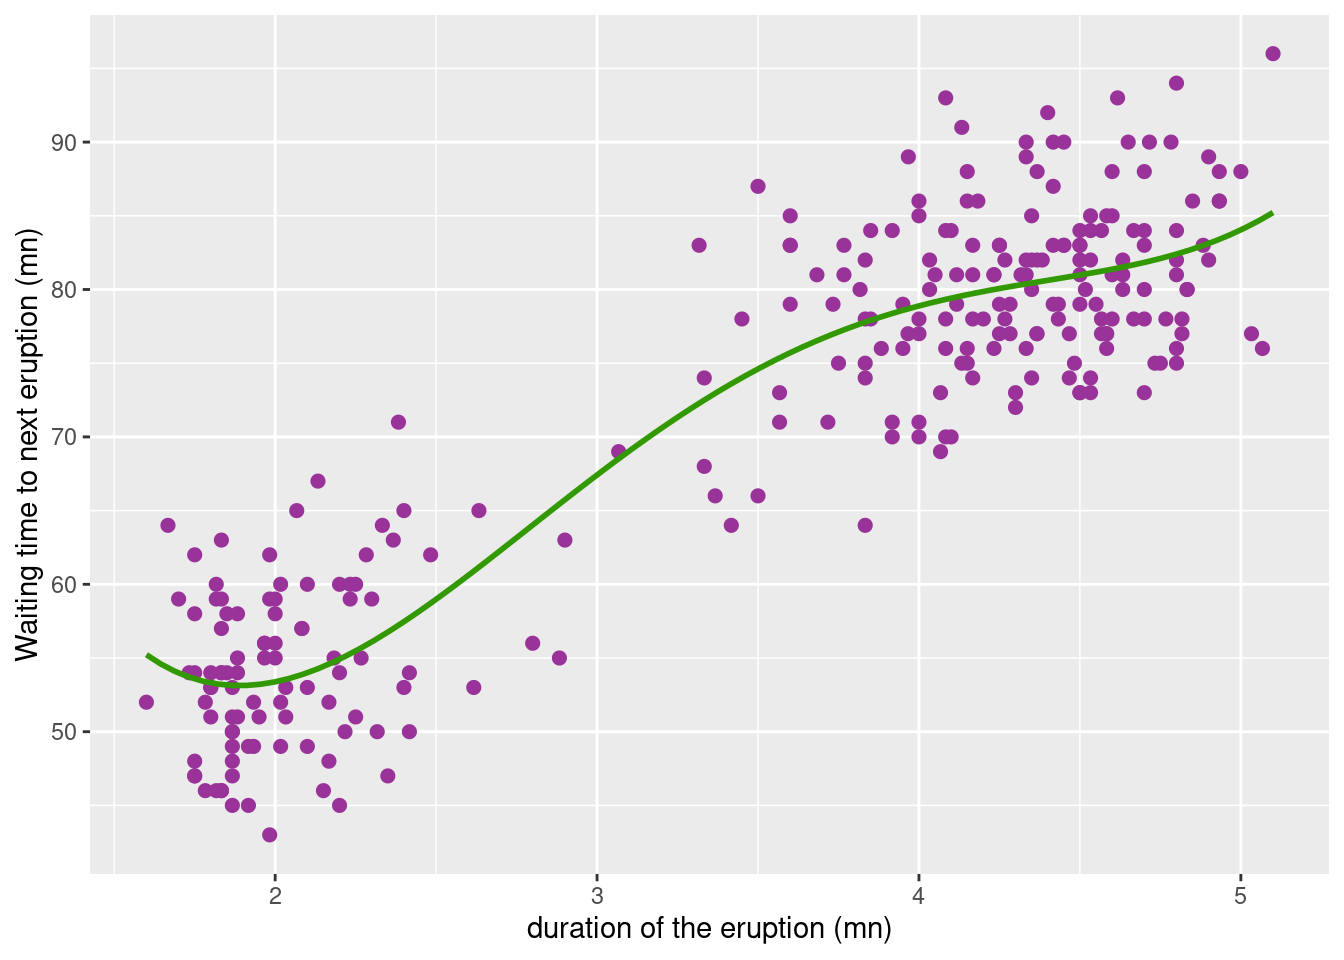 Waiting time to next eruption (mn)
90
80
70
60
50
2 3 4 5
duration of the eruption (mn)